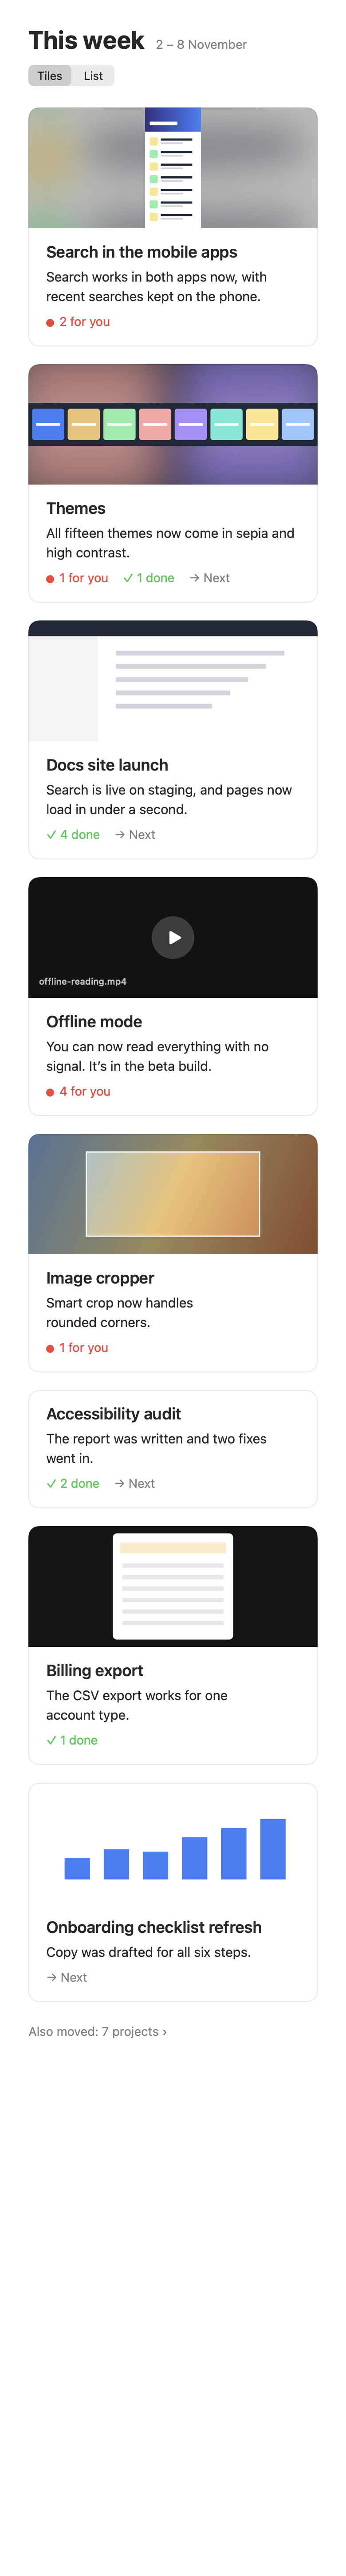 This week 2 – 8 November
Tiles List
Search in the mobile apps
Search works in both apps now, with
recent searches kept on the phone.
2 for you
Themes
All fifteen themes now come in sepia and
high contrast.
1 for you ✓ 1 done → Next
Docs site launch
Search is live on staging, and pages now
load in under a second.
✓ 4 done → Next
offline-reading.mp4
Offline mode
You can now read everything with no
signal. It’s in the beta build.
4 for you
Image cropper
Smart crop now handles
rounded corners.
1 for you
Accessibility audit
The report was written and two fixes
went in.
✓ 2 done → Next
Billing export
The CSV export works for one
account type.
✓ 1 done
Onboarding checklist refresh
Copy was drafted for all six steps.
→ Next
Also moved: 7 projects ›